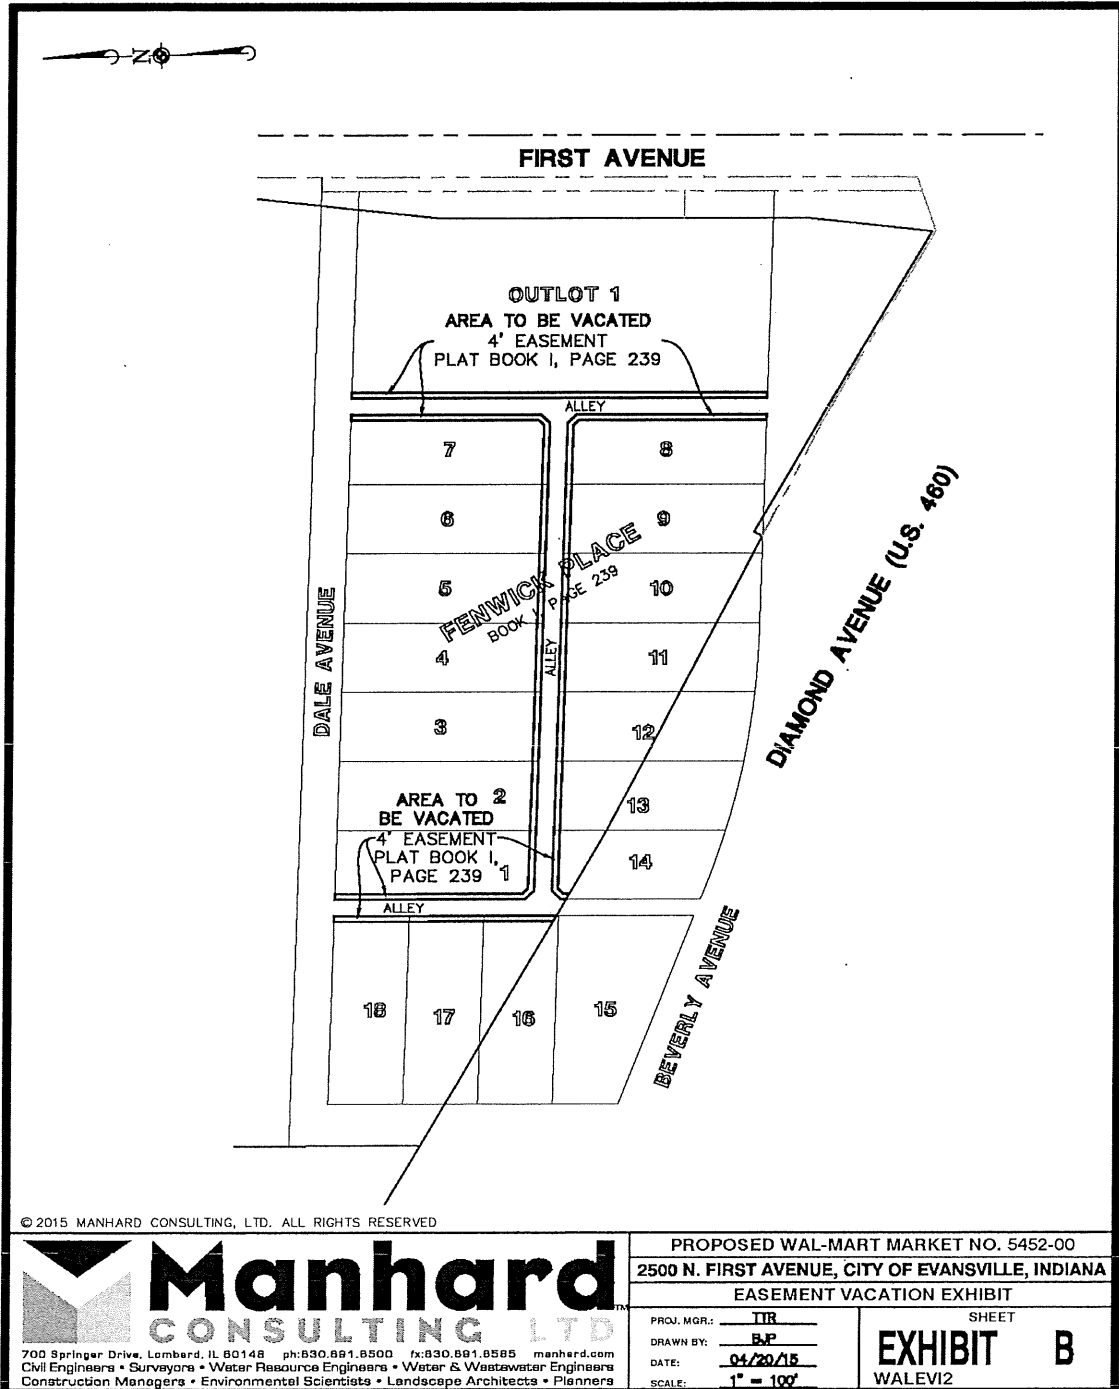 N
FIRST AVENUE
OUTLOT 1
AREA TO BE VACATED
4' EASEMENT
PLAT BOOK I, PAGE 239
ALLEY
7
8
6
9
5
10
FENWICK PLACE
BOOK I, PAGE 239
4
11
ALLEY
3
12
DALE AVENUE
DIAMOND AVENUE (U.S. 460)
2
13
AREA TO
BE VACATED
4' EASEMENT
PLAT BOOK I,
PAGE 239
1
14
ALLEY
18
17
16
15
BEVERLY AVENUE
© 2015 MANHARD CONSULTING, LTD. ALL RIGHTS RESERVED
Manhard TM
CONSULTING LTD
700 Springer Drive, Lombard, IL 60148 ph:630.691.8500 fx:630.691.8585 manhard.com
Civil Engineers • Surveyors • Water Resource Engineers • Water & Wastewater Engineers
Construction Managers • Environmental Scientists • Landscape Architects • Planners
PROPOSED WAL-MART MARKET NO. 5452-00
2500 N. FIRST AVENUE, CITY OF EVANSVILLE, INDIANA
EASEMENT VACATION EXHIBIT
PROJ. MGR.: TTR
DRAWN BY: BJP
DATE: 04/20/15
SCALE: 1" = 100'
SHEET
EXHIBIT B
WALEVI2